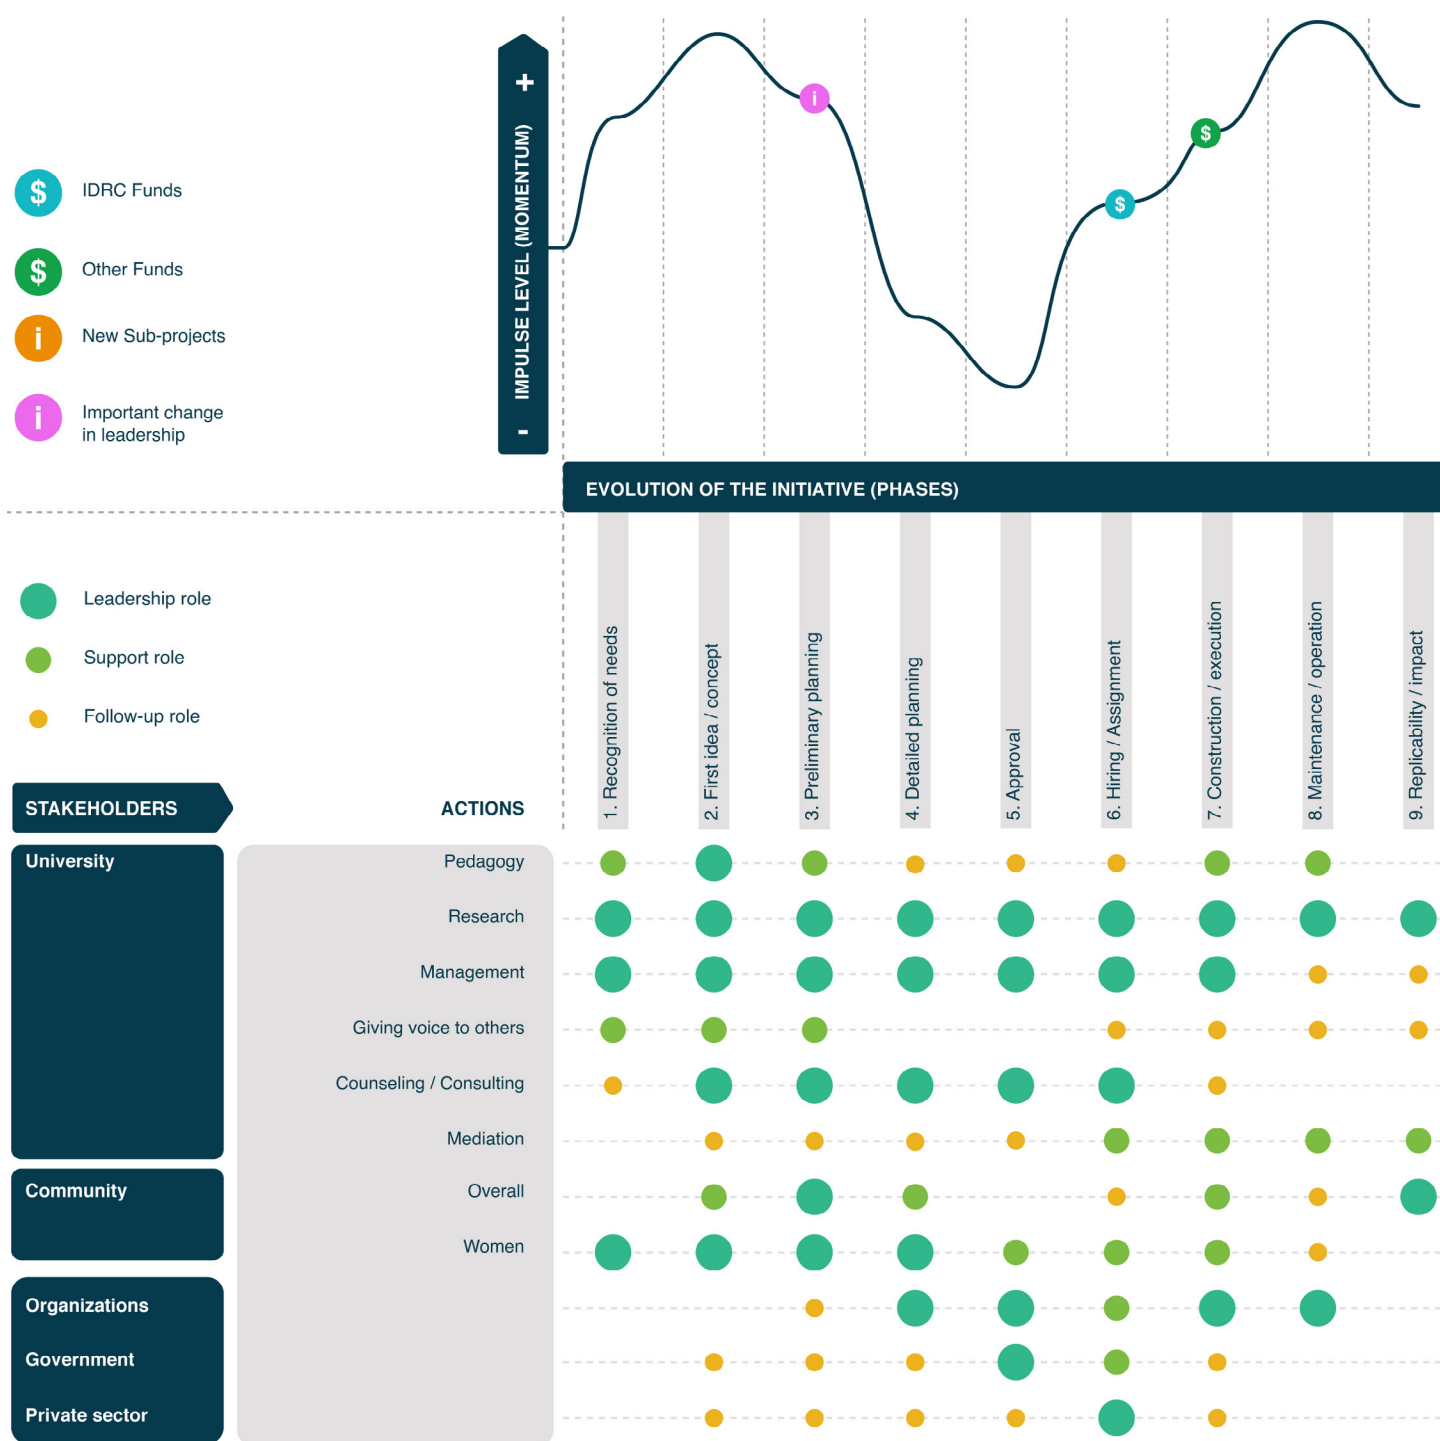 +
IMPULSE LEVEL (MOMENTUM)
-
i
$
$
$
IDRC Funds
$
Other Funds
i
New Sub-projects
i
Important change
in leadership
EVOLUTION OF THE INITIATIVE (PHASES)
Leadership role
Support role
Follow-up role
1. Recognition of needs
2. First idea / concept
3. Preliminary planning
4. Detailed planning
5. Approval
6. Hiring / Assignment
7. Construction / execution
8. Maintenance / operation
9. Replicability / impact
STAKEHOLDERS
ACTIONS
University
Pedagogy
Research
Management
Giving voice to others
Counseling / Consulting
Mediation
Community
Overall
Women
Organizations
Government
Private sector